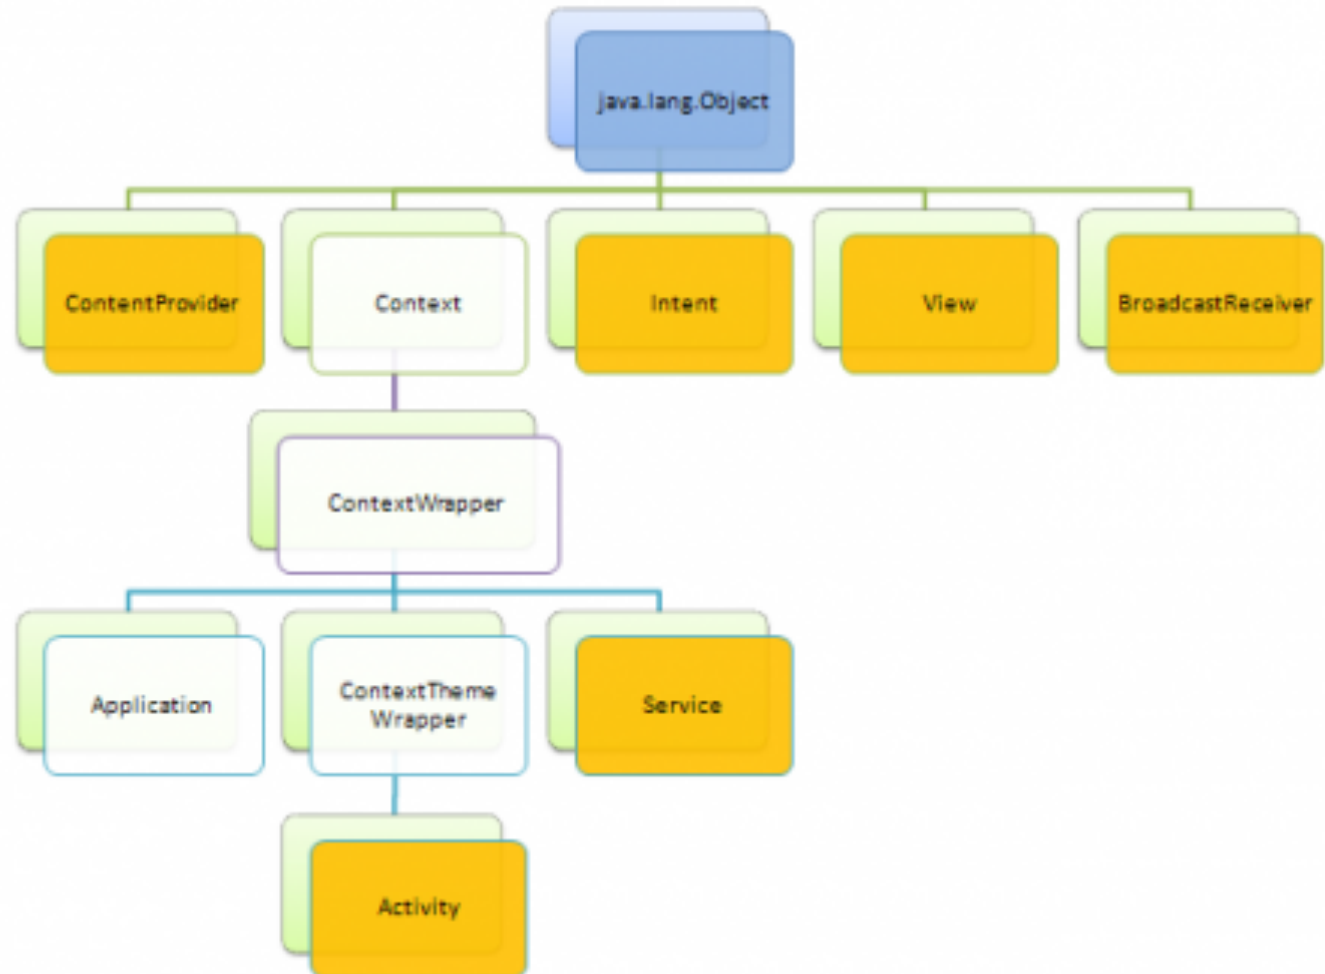 java.lang.Object
ContentProvider
Context
Intent
View
BroadcastReceiver
ContextWrapper
Application
ContextTheme
Wrapper
Service
Activity